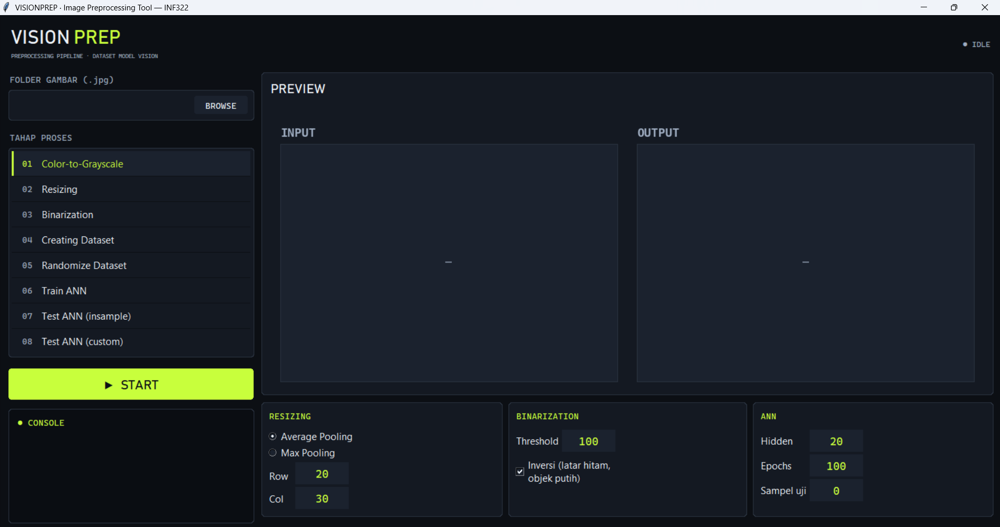 VISIONPREP · Image Preprocessing Tool — INF322
VISION PREP
PREPROCESSING PIPELINE · DATASET MODEL VISION
● IDLE
FOLDER GAMBAR (.jpg)
BROWSE
TAHAP PROSES
01 Color-to-Grayscale
02 Resizing
03 Binarization
04 Creating Dataset
05 Randomize Dataset
06 Train ANN
07 Test ANN (insample)
08 Test ANN (custom)
▶ START
● CONSOLE
PREVIEW
INPUT
—
OUTPUT
—
RESIZING
Average Pooling
Max Pooling
Row 20
Col 30
BINARIZATION
Threshold 100
Inversi (latar hitam,
objek putih)
ANN
Hidden 20
Epochs 100
Sampel uji 0